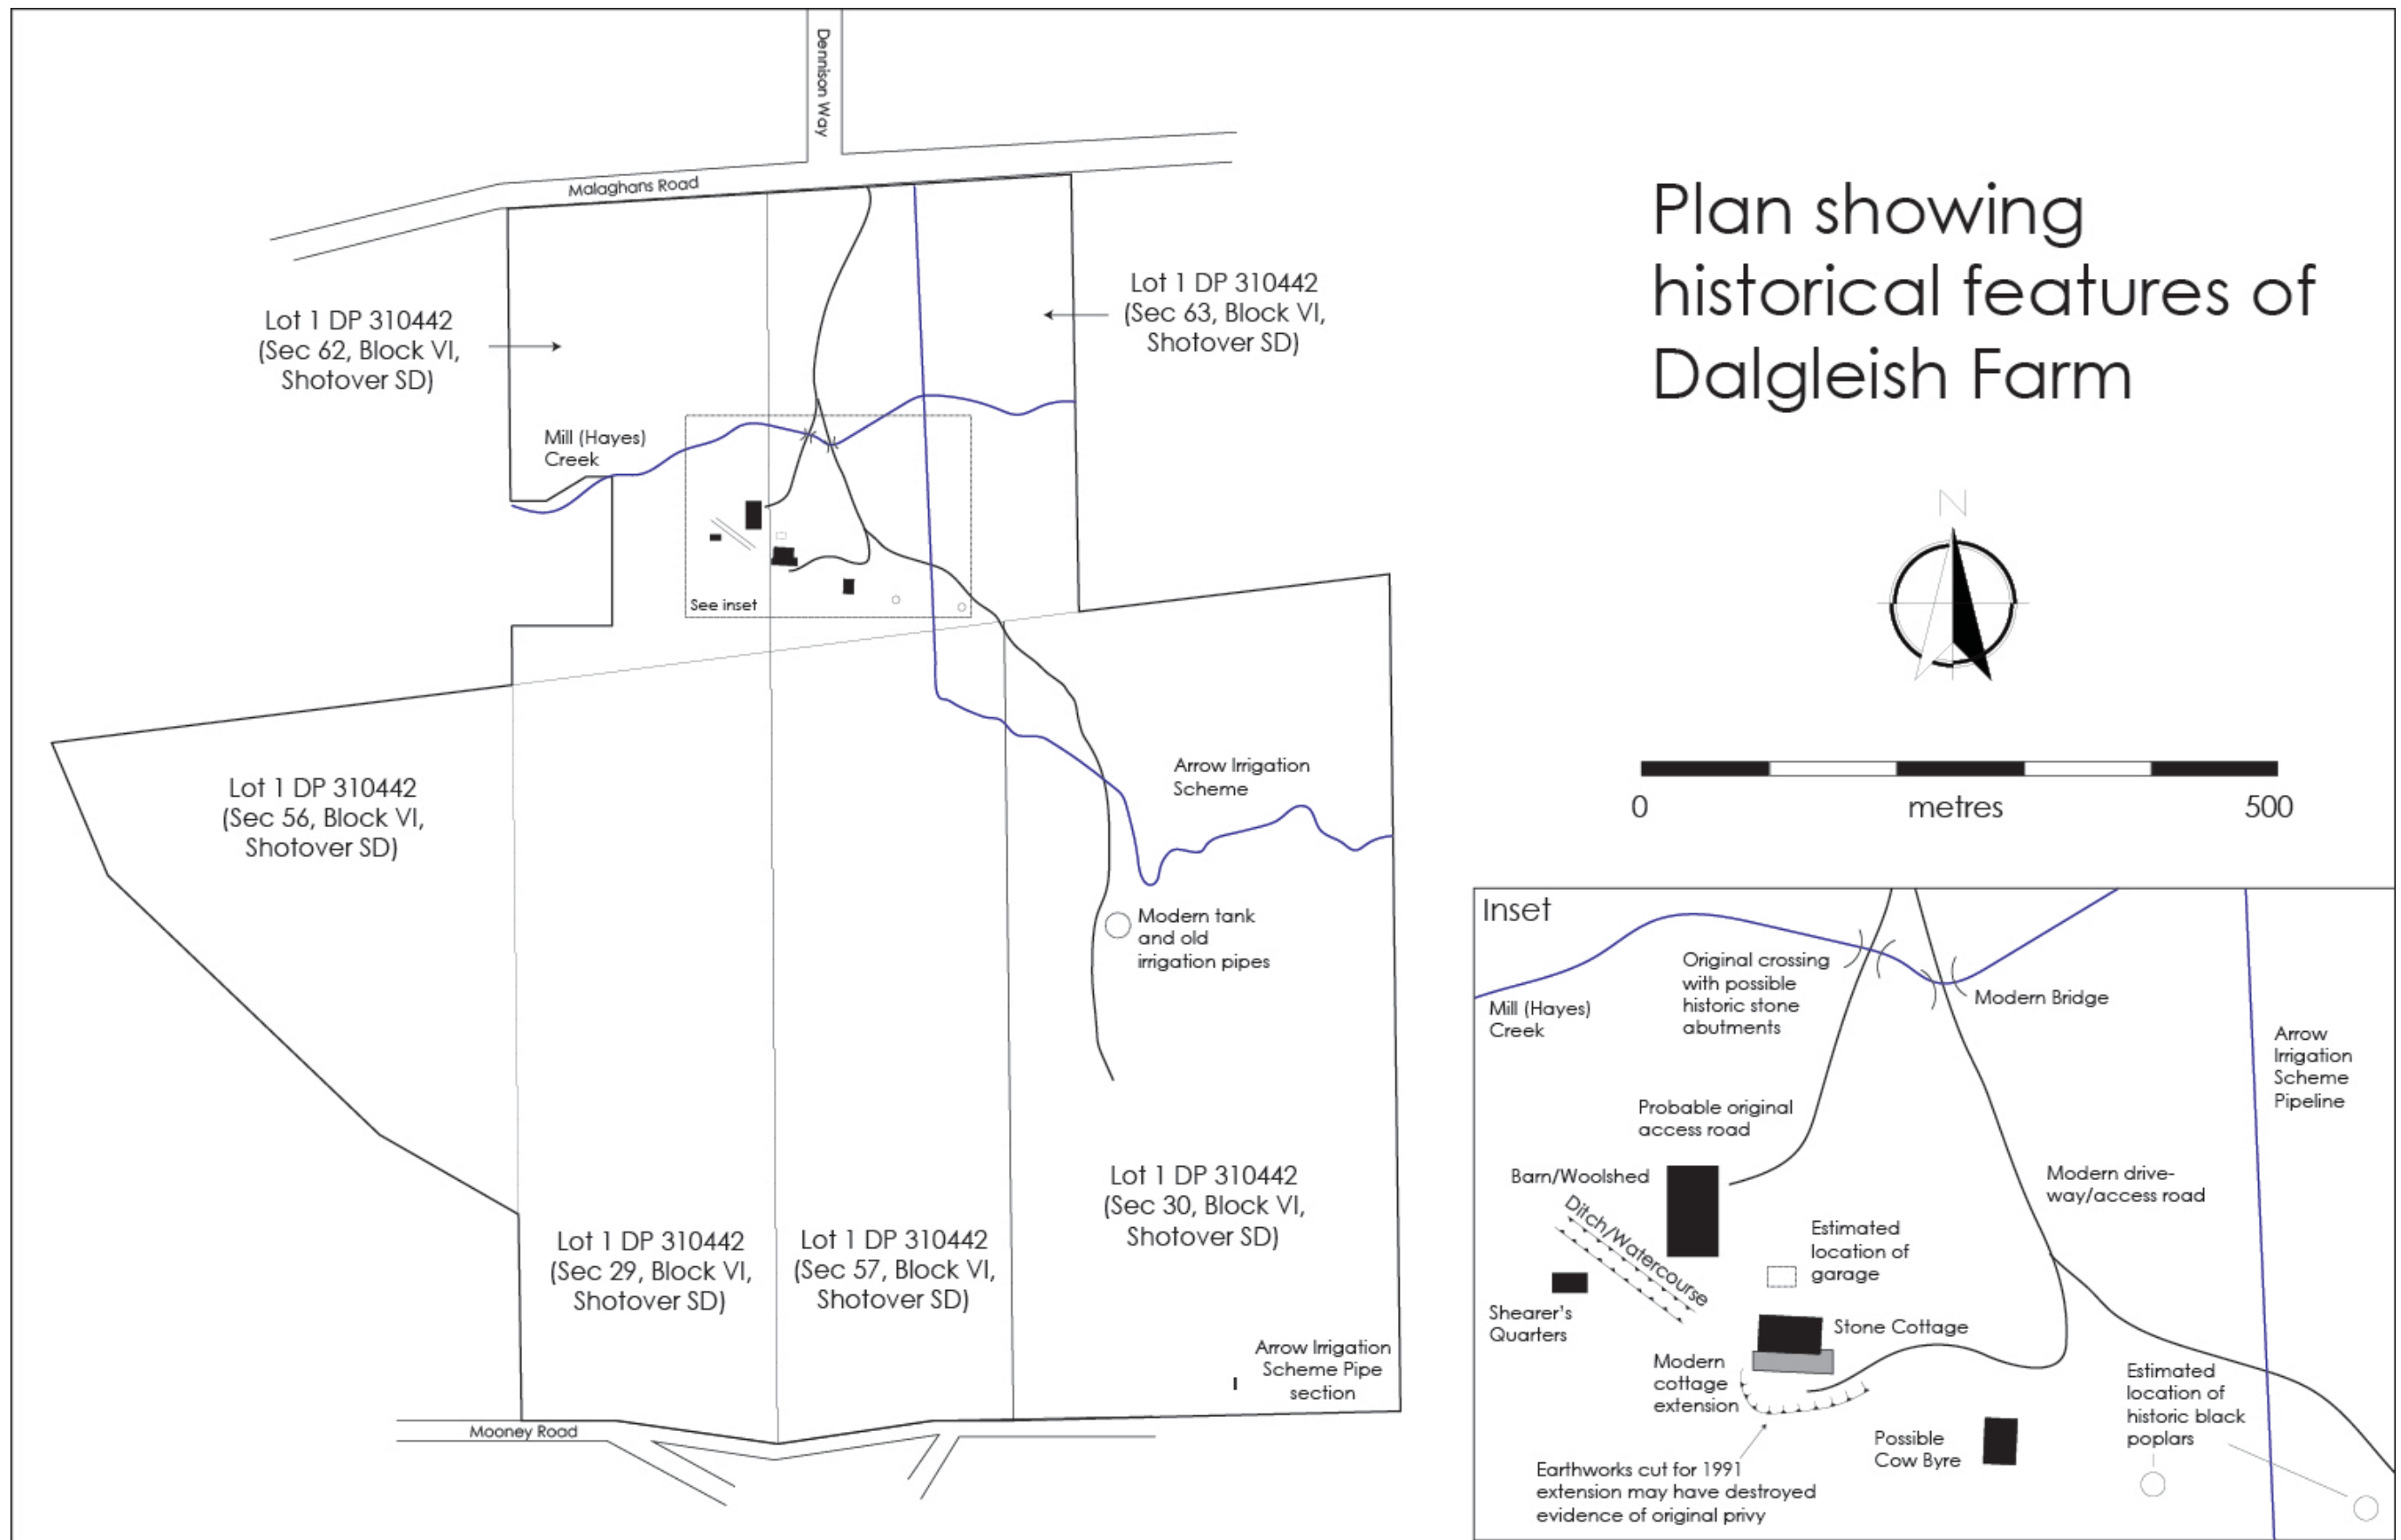 Dennison Way
Malaghans Road
Plan showing
historical features of
Dalgleish Farm
Lot 1 DP 310442
(Sec 62, Block VI,
Shotover SD)
Lot 1 DP 310442
(Sec 63, Block VI,
Shotover SD)
Mill (Hayes)
Creek
See inset
N
0 metres 500
Lot 1 DP 310442
(Sec 56, Block VI,
Shotover SD)
Arrow Irrigation
Scheme
Modern tank
and old
irrigation pipes
Lot 1 DP 310442
(Sec 29, Block VI,
Shotover SD)
Lot 1 DP 310442
(Sec 57, Block VI,
Shotover SD)
Lot 1 DP 310442
(Sec 30, Block VI,
Shotover SD)
Arrow Irrigation
Scheme Pipe
section
Mooney Road
Inset
Mill (Hayes)
Creek
Original crossing
with possible
historic stone
abutments
Modern Bridge
Arrow
Irrigation
Scheme
Pipeline
Probable original
access road
Barn/Woolshed
Ditch/Watercourse
Modern drive-
way/access road
Estimated
location of
garage
Shearer's
Quarters
Stone Cottage
Modern
cottage
extension
Estimated
location of
historic black
poplars
Possible
Cow Byre
Earthworks cut for 1991
extension may have destroyed
evidence of original privy